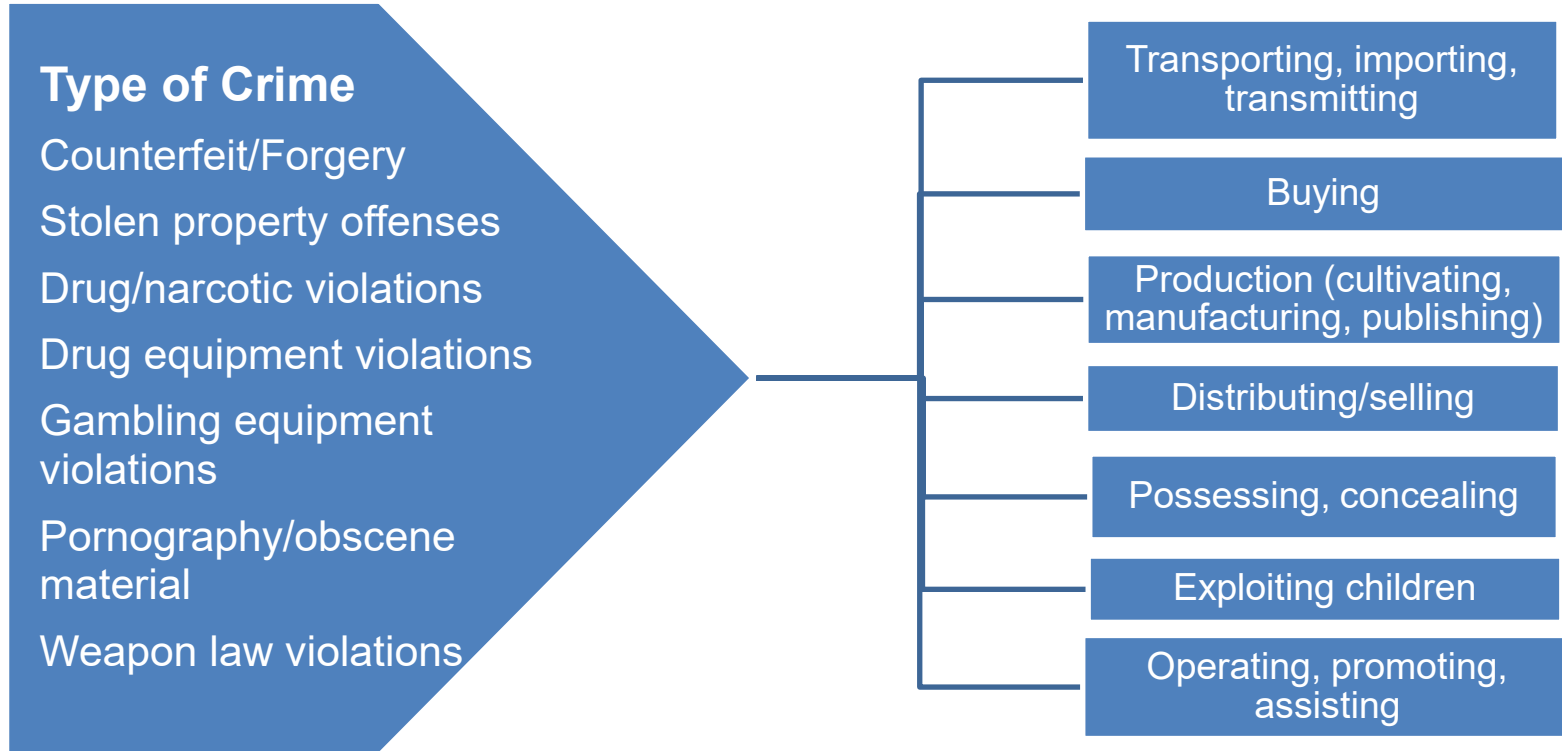 Type of Crime
Counterfeit/Forgery
Stolen property offenses
Drug/narcotic violations
Drug equipment violations
Gambling equipment
violations
Pornography/obscene
material
Weapon law violations
Transporting, importing,
transmitting
Buying
Production (cultivating,
manufacturing, publishing)
Distributing/selling
Possessing, concealing
Exploiting children
Operating, promoting,
assisting